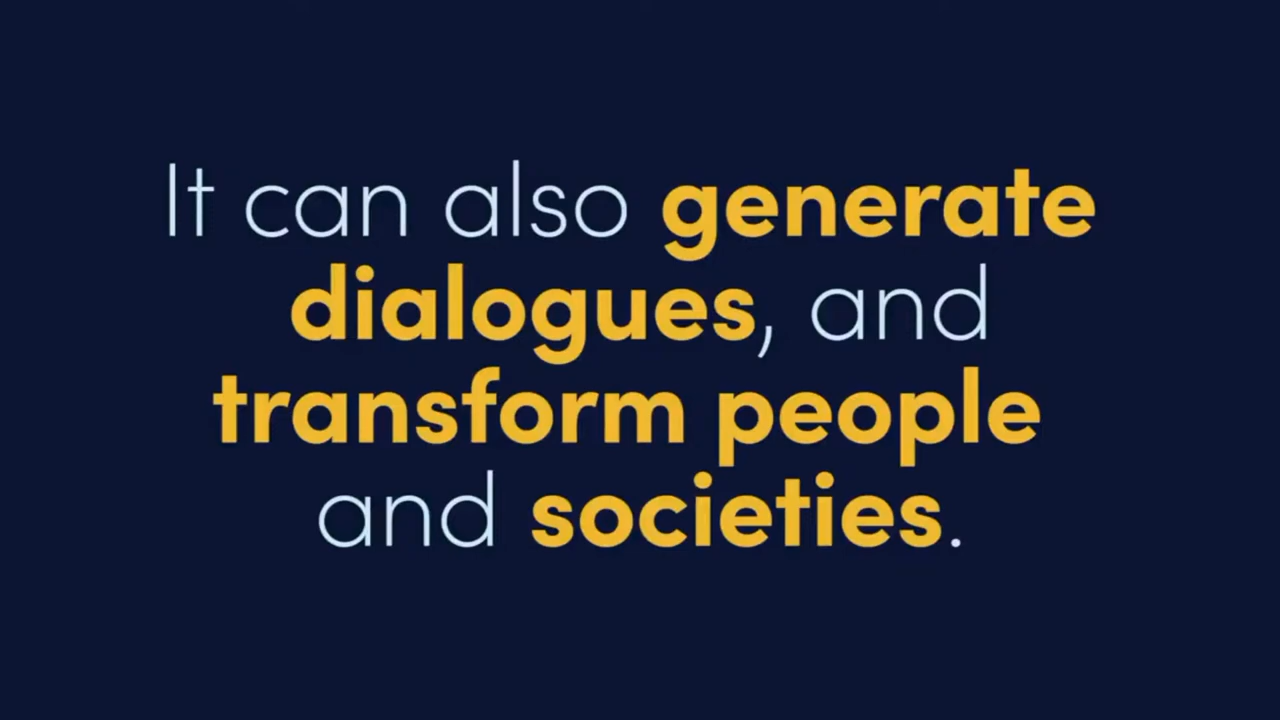 It can also generate
dialogues, and
transform people
and societies.